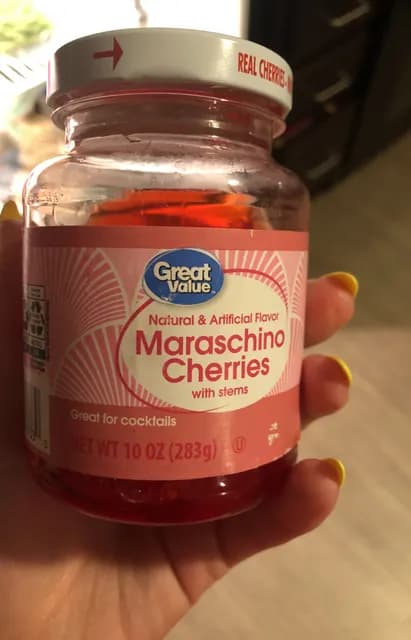 REAL CHERRIES
Great
Value
Natural & Artificial Flavor
Maraschino
Cherries
with stems
Great for cocktails
NET WT 10 OZ (283g)
U